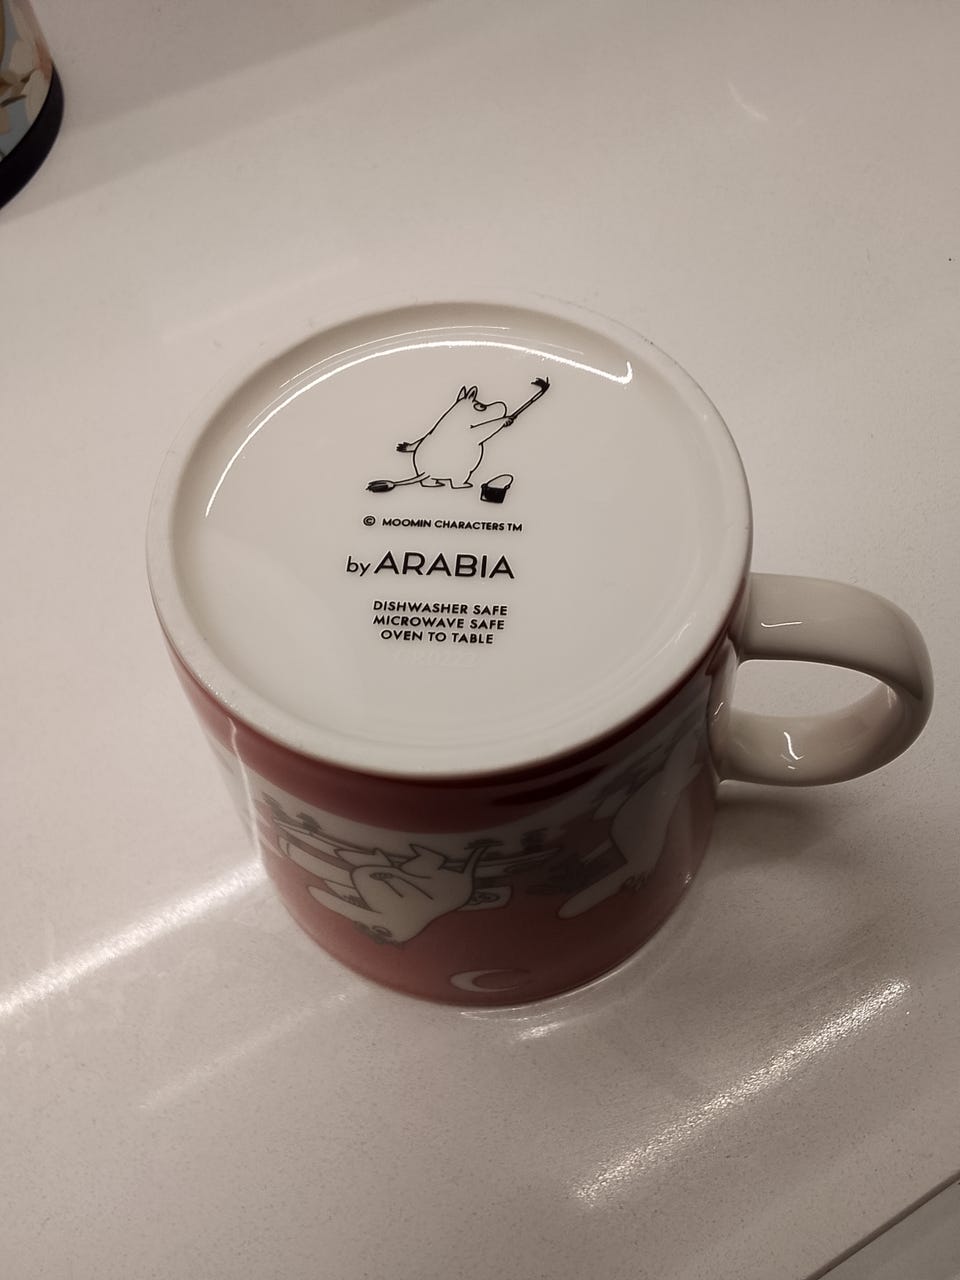 © MOOMIN CHARACTERS TM
by ARABIA
DISHWASHER SAFE
MICROWAVE SAFE
OVEN TO TABLE